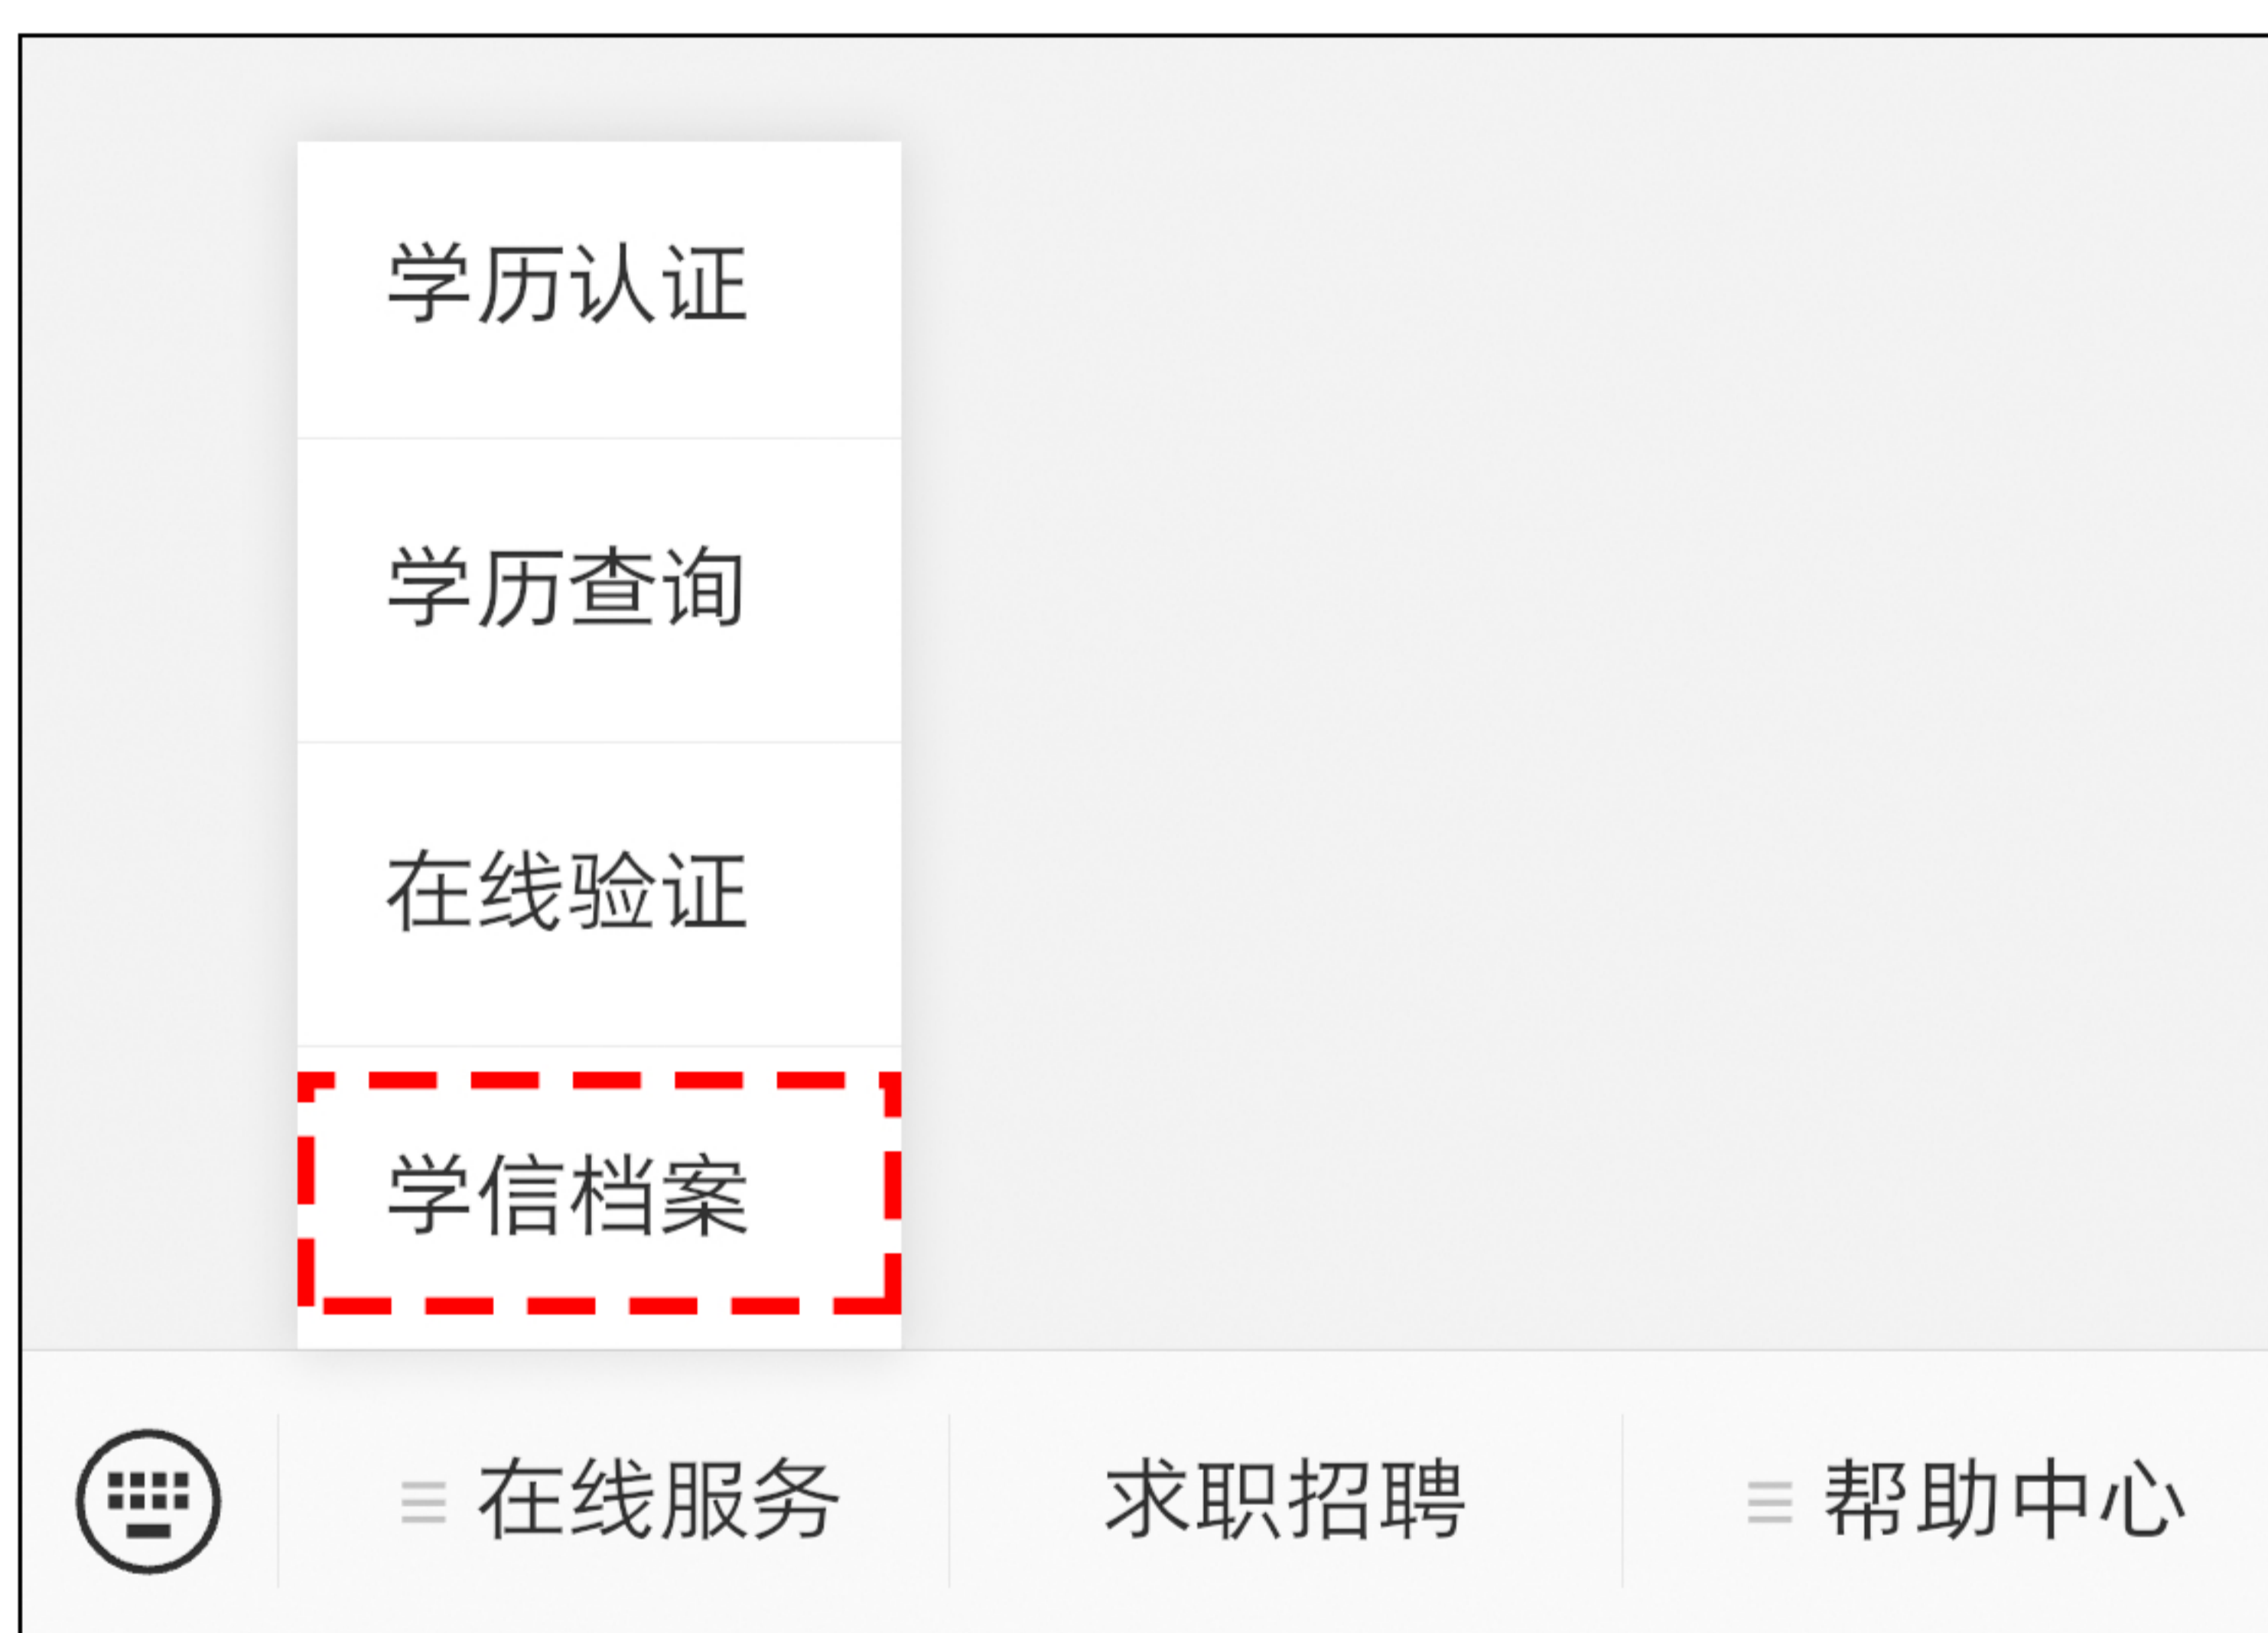 学历认证
学历查询
在线验证
学信档案
在线服务 求职招聘 帮助中心